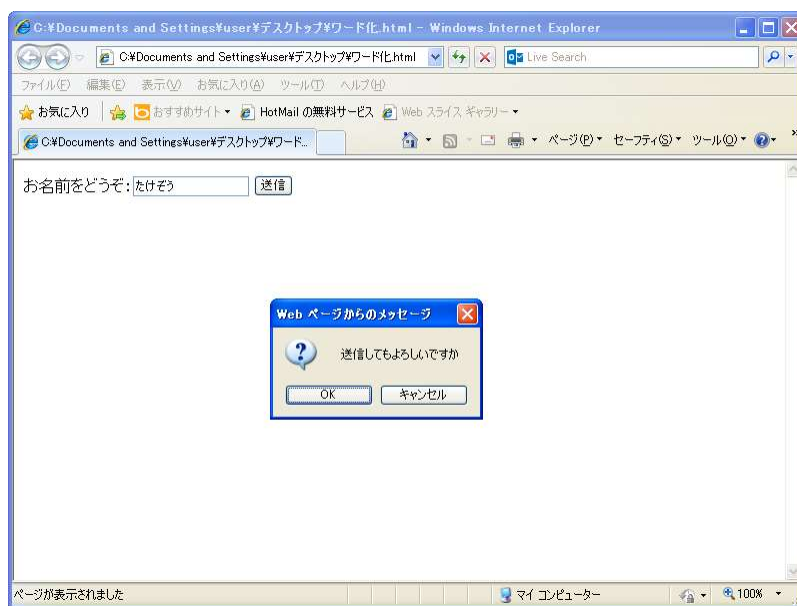 C:¥Documents and Settings¥user¥デスクトップ¥ワード化.html - Windows Internet Explorer
C:¥Documents and Settings¥user¥デスクトップ¥ワード化.html
Live Search
ファイル(F) 編集(E) 表示(V) お気に入り(A) ツール(T) ヘルプ(H)
お気に入り おすすめサイト HotMail の無料サービス Web スライス ギャラリー
C:¥Documents and Settings¥user¥デスクトップ¥ワード... ページ(P) セーフティ(S) ツール(O) »
お名前をどうぞ:たけぞう 送信
Web ページからのメッセージ
送信してもよろしいですか
OK キャンセル
ページが表示されました マイ コンピューター 100%